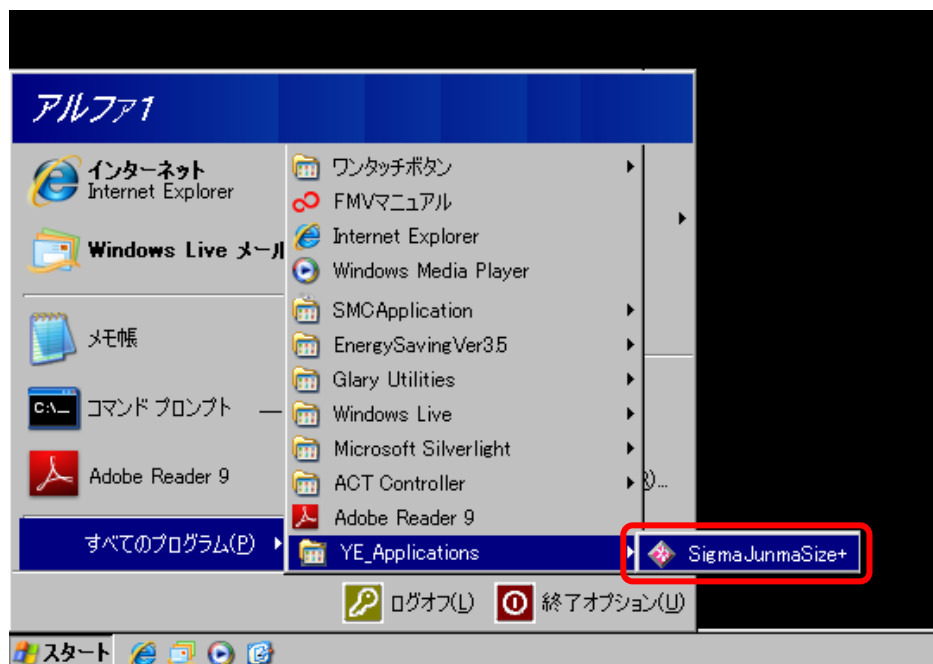 アルファ1
インターネット
Internet Explorer
Windows Live メール
メモ帳
C:\_
コマンド プロンプト
Adobe Reader 9
すべてのプログラム(P)
ワンタッチボタン
FMVマニュアル
Internet Explorer
Windows Media Player
SMCApplication
EnergySavingVer3.5
Glary Utilities
Windows Live
Microsoft Silverlight
ACT Controller
Adobe Reader 9
YE_Applications
SigmaJunmaSize+
ログオフ(L)
終了オプション(U)
スタート